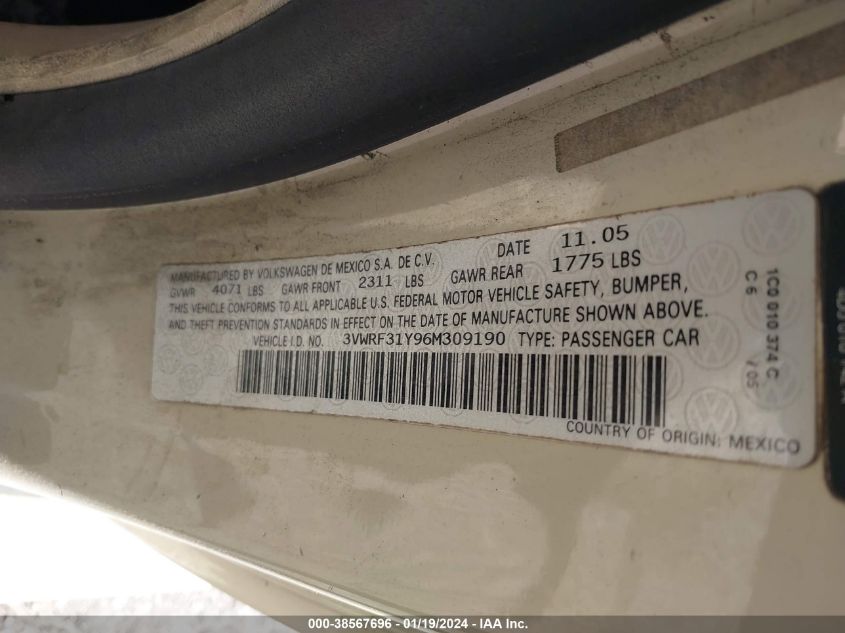 MANUFACTURED BY VOLKSWAGEN DE MEXICO S.A. DE C.V. DATE 11.05
GVWR 4071 LBS GAWR FRONT 2311 LBS GAWR REAR 1775 LBS
THIS VEHICLE CONFORMS TO ALL APPLICABLE U.S. FEDERAL MOTOR VEHICLE SAFETY, BUMPER,
AND THEFT PREVENTION STANDARDS IN EFFECT ON THE DATE OF MANUFACTURE SHOWN ABOVE.
VEHICLE I.D. NO. 3VWRF31Y96M309190 TYPE: PASSENGER CAR
COUNTRY OF ORIGIN: MEXICO
1C0 010 374 C
C6 /05
000-38567696 - 01/19/2024 - IAA Inc.